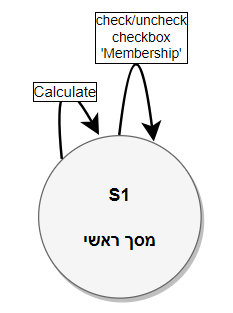 check/uncheck
checkbox
'Membership'
Calculate
S1
מסך ראשי